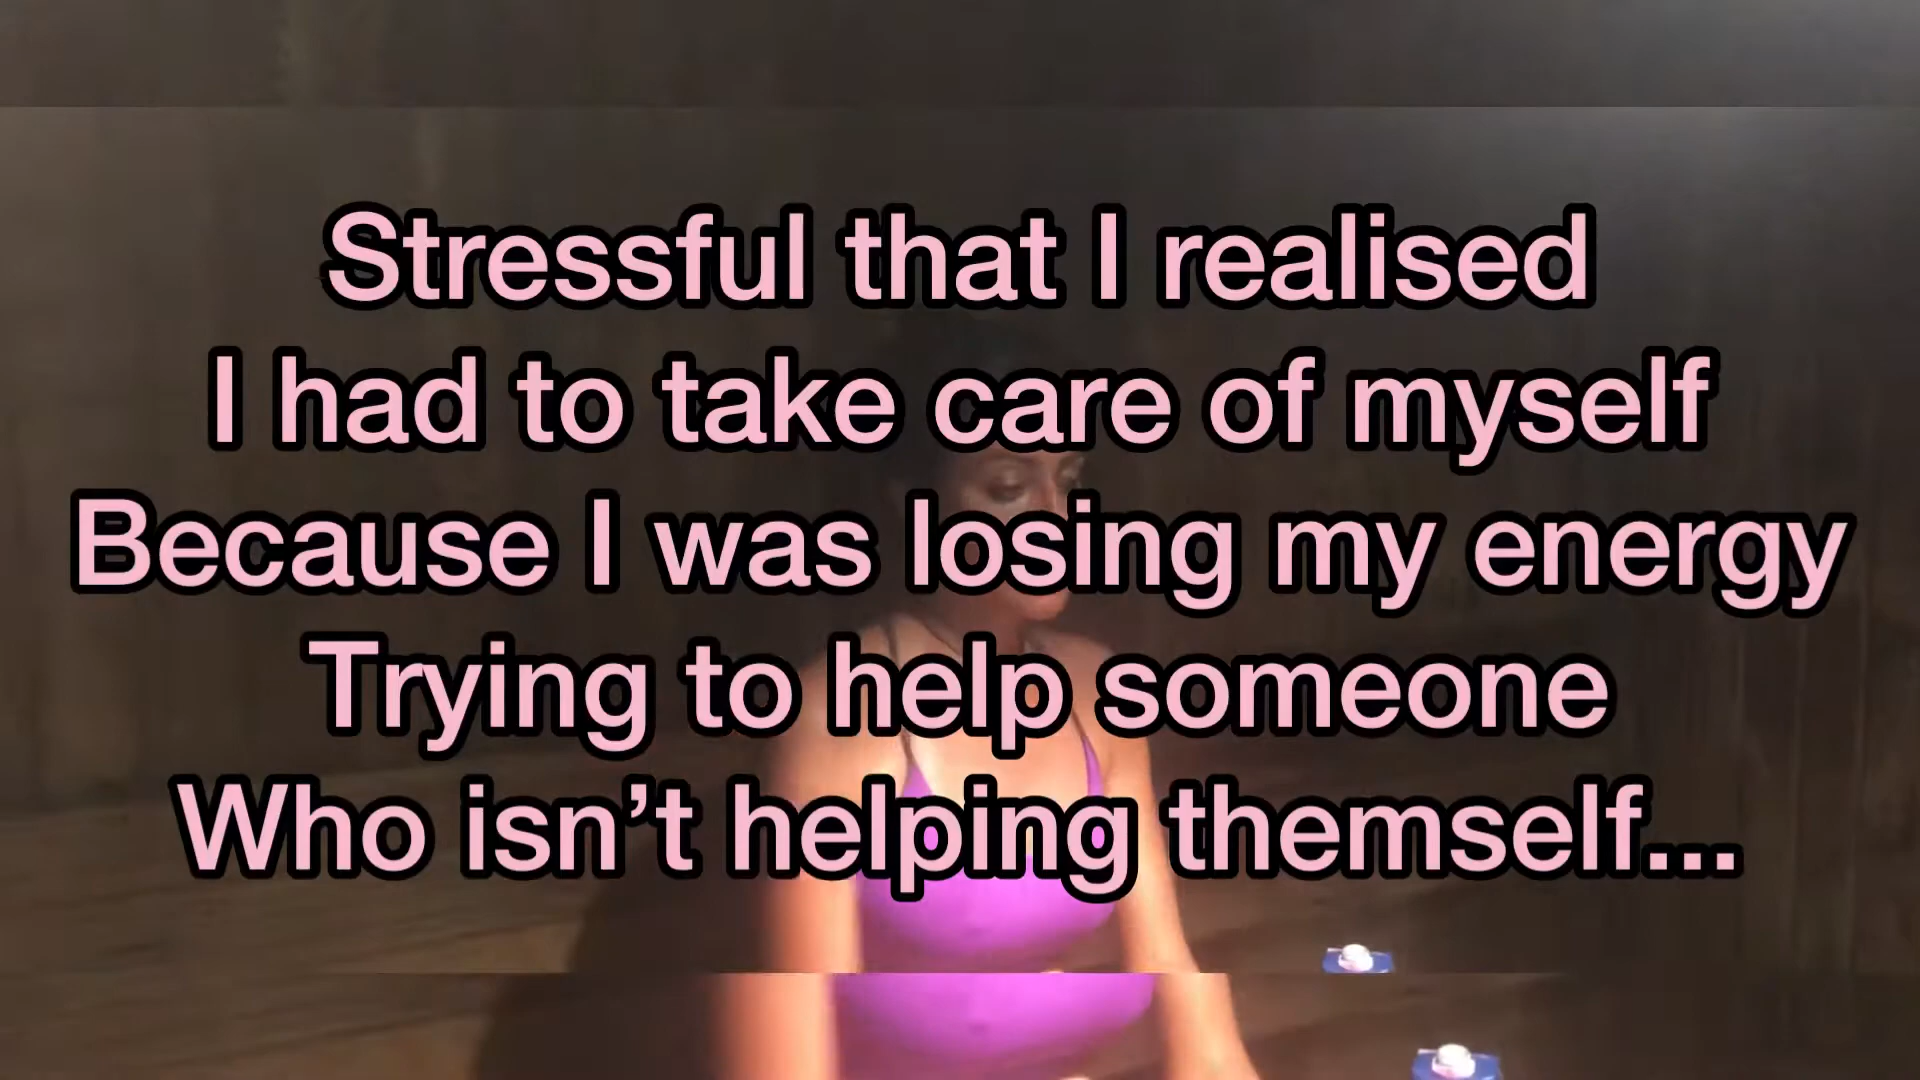 Stressful that I realised
I had to take care of myself
Because I was losing my energy
Trying to help someone
Who isn’t helping themself...